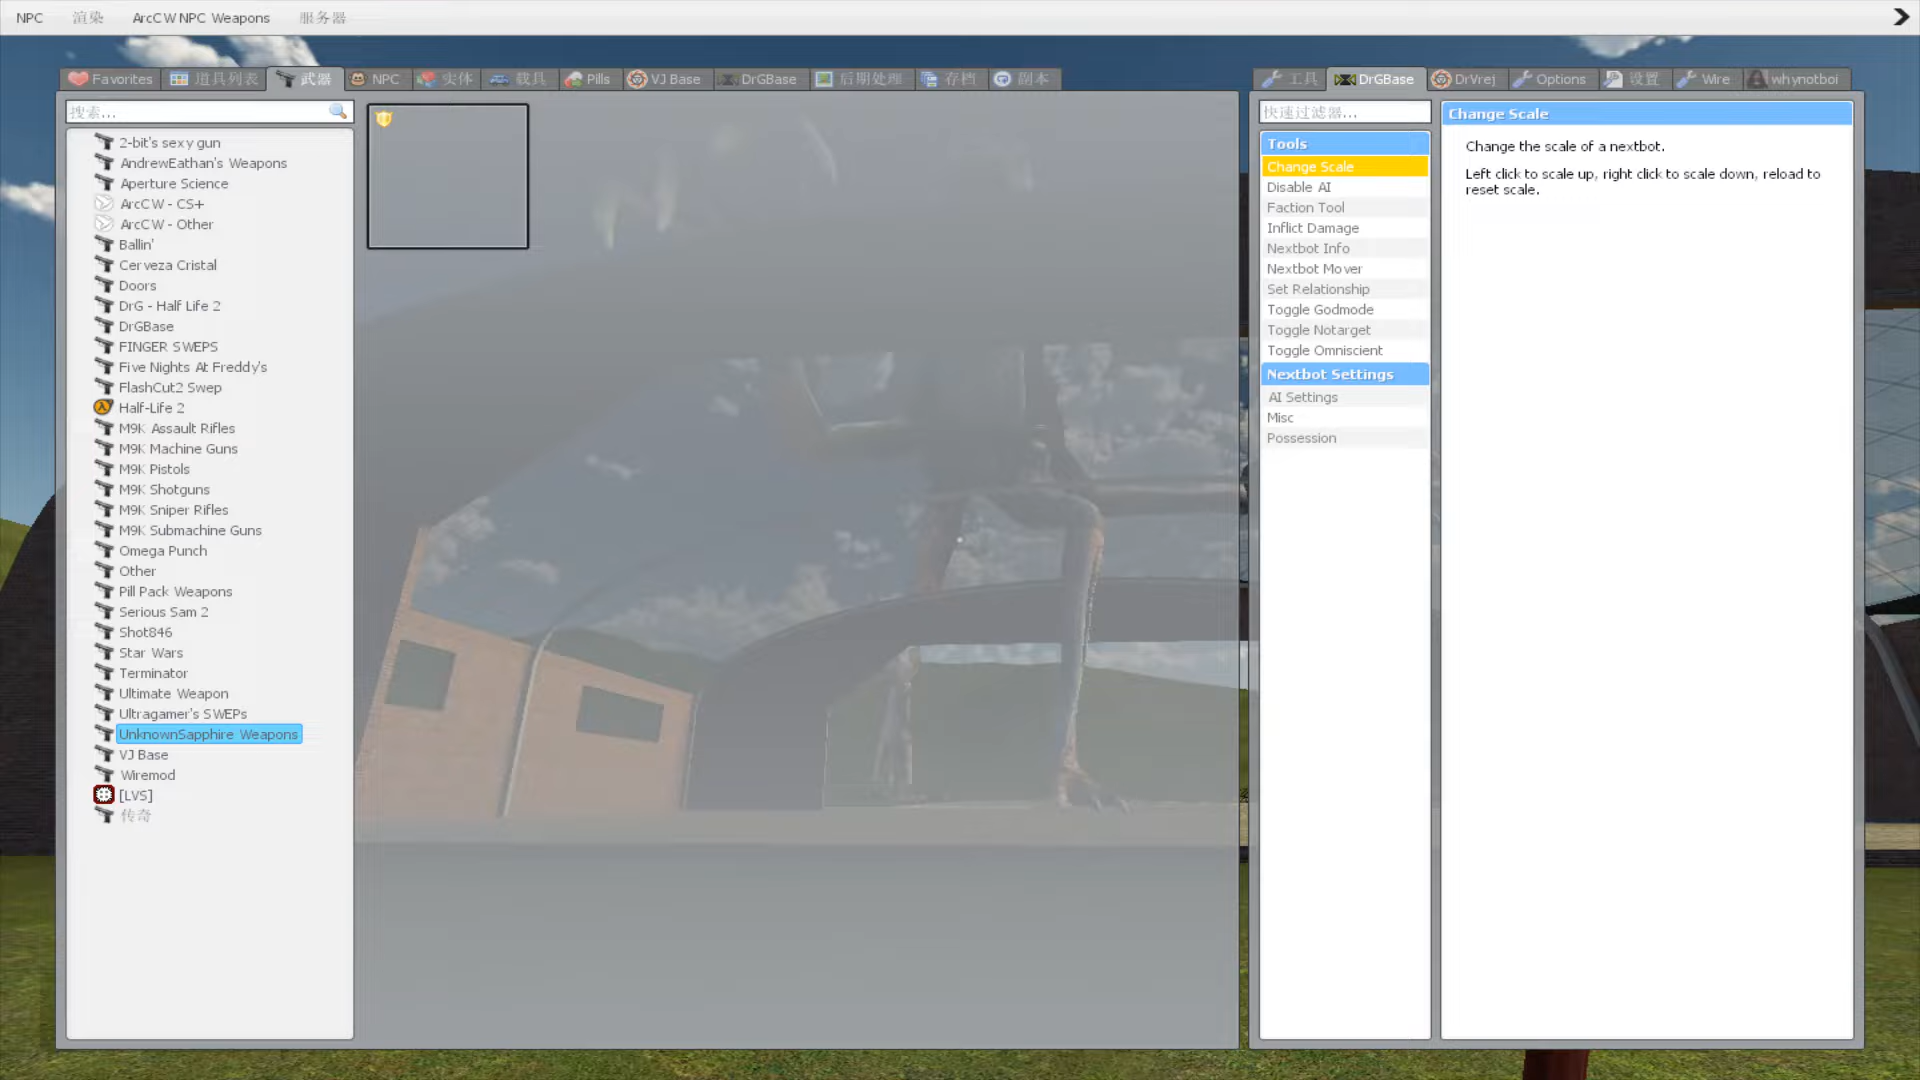 NPC 渲染 ArcCW NPC Weapons 服务器
Favorites 道具列表 武器 NPC 实体 载具 Pills VJ Base DrGBase 后期处理 存档 副本
工具 DrGBase DrVrej Options 设置 Wire whynotboi
搜索...
2-bit's sexy gun
AndrewEathan's Weapons
Aperture Science
ArcCW - CS+
ArcCW - Other
Ballin'
Cerveza Cristal
Doors
DrG - Half Life 2
DrGBase
FINGER SWEPS
Five Nights At Freddy's
FlashCut2 Swep
Half-Life 2
M9K Assault Rifles
M9K Machine Guns
M9K Pistols
M9K Shotguns
M9K Sniper Rifles
M9K Submachine Guns
Omega Punch
Other
Pill Pack Weapons
Serious Sam 2
Shot846
Star Wars
Terminator
Ultimate Weapon
Ultragamer's SWEPs
UnknownSapphire Weapons
VJ Base
Wiremod
[LVS]
传奇
快速过滤器...
Tools
Change Scale
Disable AI
Faction Tool
Inflict Damage
Nextbot Info
Nextbot Mover
Set Relationship
Toggle Godmode
Toggle Notarget
Toggle Omniscient
Nextbot Settings
AI Settings
Misc
Possession
Change Scale
Change the scale of a nextbot.
Left click to scale up, right click to scale down, reload to
reset scale.